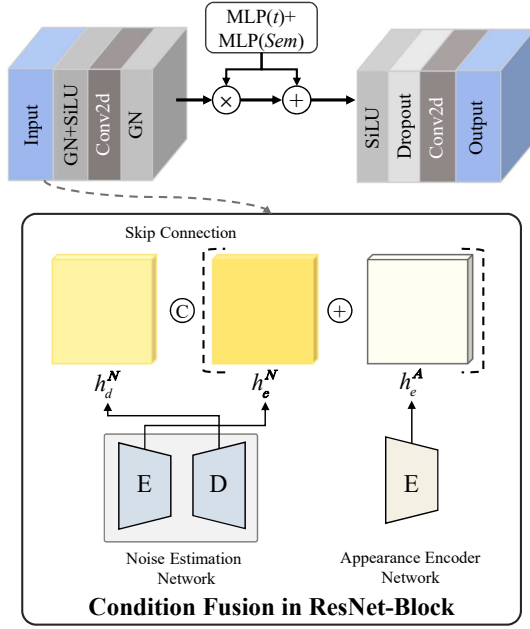 MLP(t)+
MLP(Sem)
Input
GN+SiLU
Conv2d
GN
×
+
SiLU
Dropout
Conv2d
Output
Skip Connection
C
+
h_d^N
h_e^N
h_e^A
E
D
E
Noise Estimation
Network
Appearance Encoder
Network
Condition Fusion in ResNet-Block